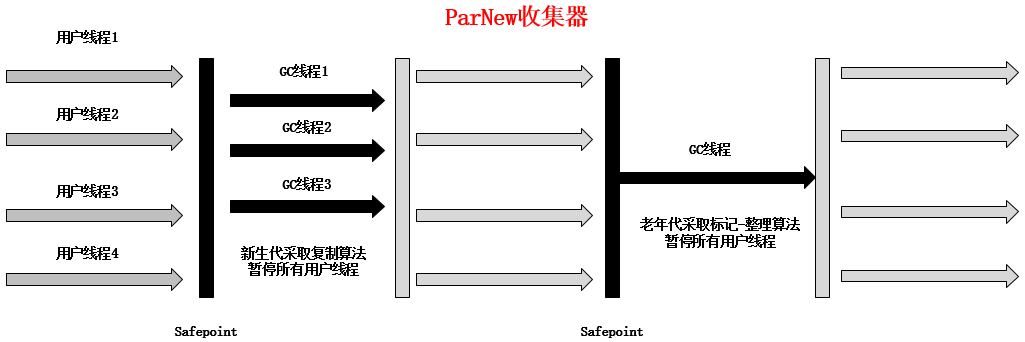 ParNew收集器
用户线程1
用户线程2
用户线程3
用户线程4
GC线程1
GC线程2
GC线程3
新生代采取复制算法
暂停所有用户线程
Safepoint
GC线程
老年代采取标记-整理算法
暂停所有用户线程
Safepoint